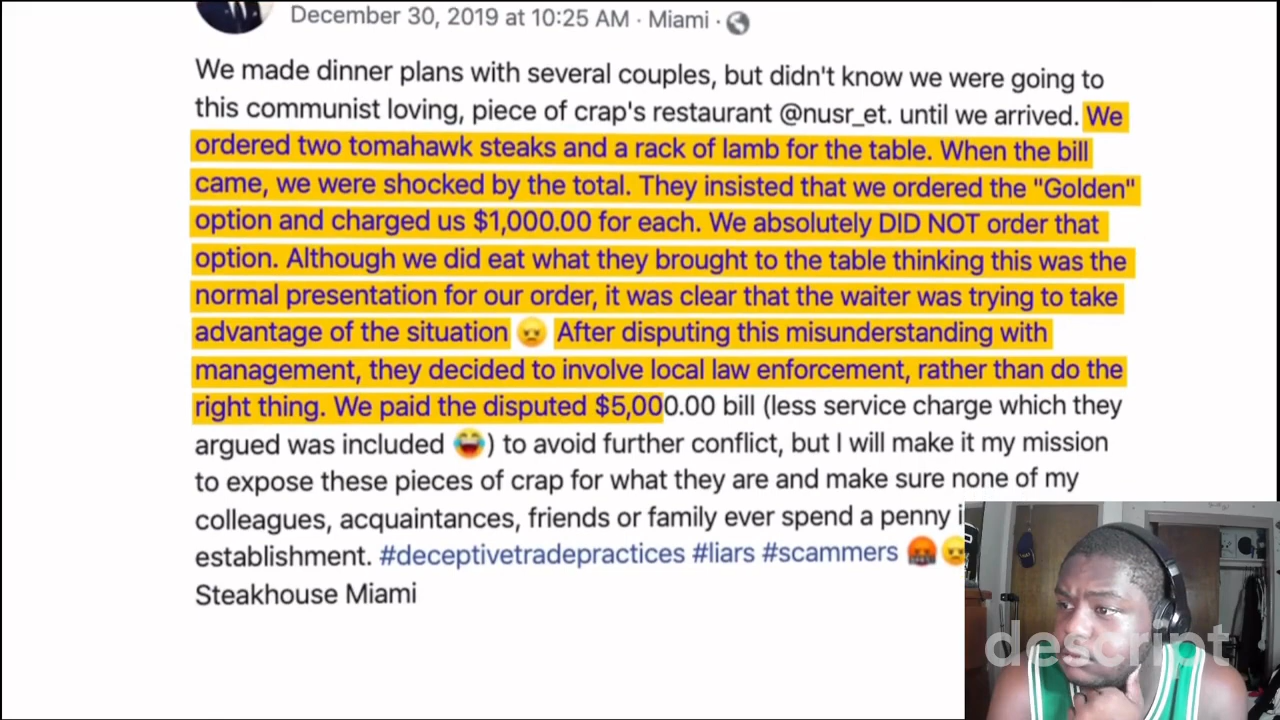 December 30, 2019 at 10:25 AM · Miami ·
We made dinner plans with several couples, but didn't know we were going to
this communist loving, piece of crap's restaurant @nusr_et. until we arrived. We
ordered two tomahawk steaks and a rack of lamb for the table. When the bill
came, we were shocked by the total. They insisted that we ordered the "Golden"
option and charged us $1,000.00 for each. We absolutely DID NOT order that
option. Although we did eat what they brought to the table thinking this was the
normal presentation for our order, it was clear that the waiter was trying to take
advantage of the situation 😠 After disputing this misunderstanding with
management, they decided to involve local law enforcement, rather than do the
right thing. We paid the disputed $5,000.00 bill (less service charge which they
argued was included 😂) to avoid further conflict, but I will make it my mission
to expose these pieces of crap for what they are and make sure none of my
colleagues, acquaintances, friends or family ever spend a penny i
establishment. #deceptivetradepractices #liars #scammers 🤬😠
Steakhouse Miami
descript